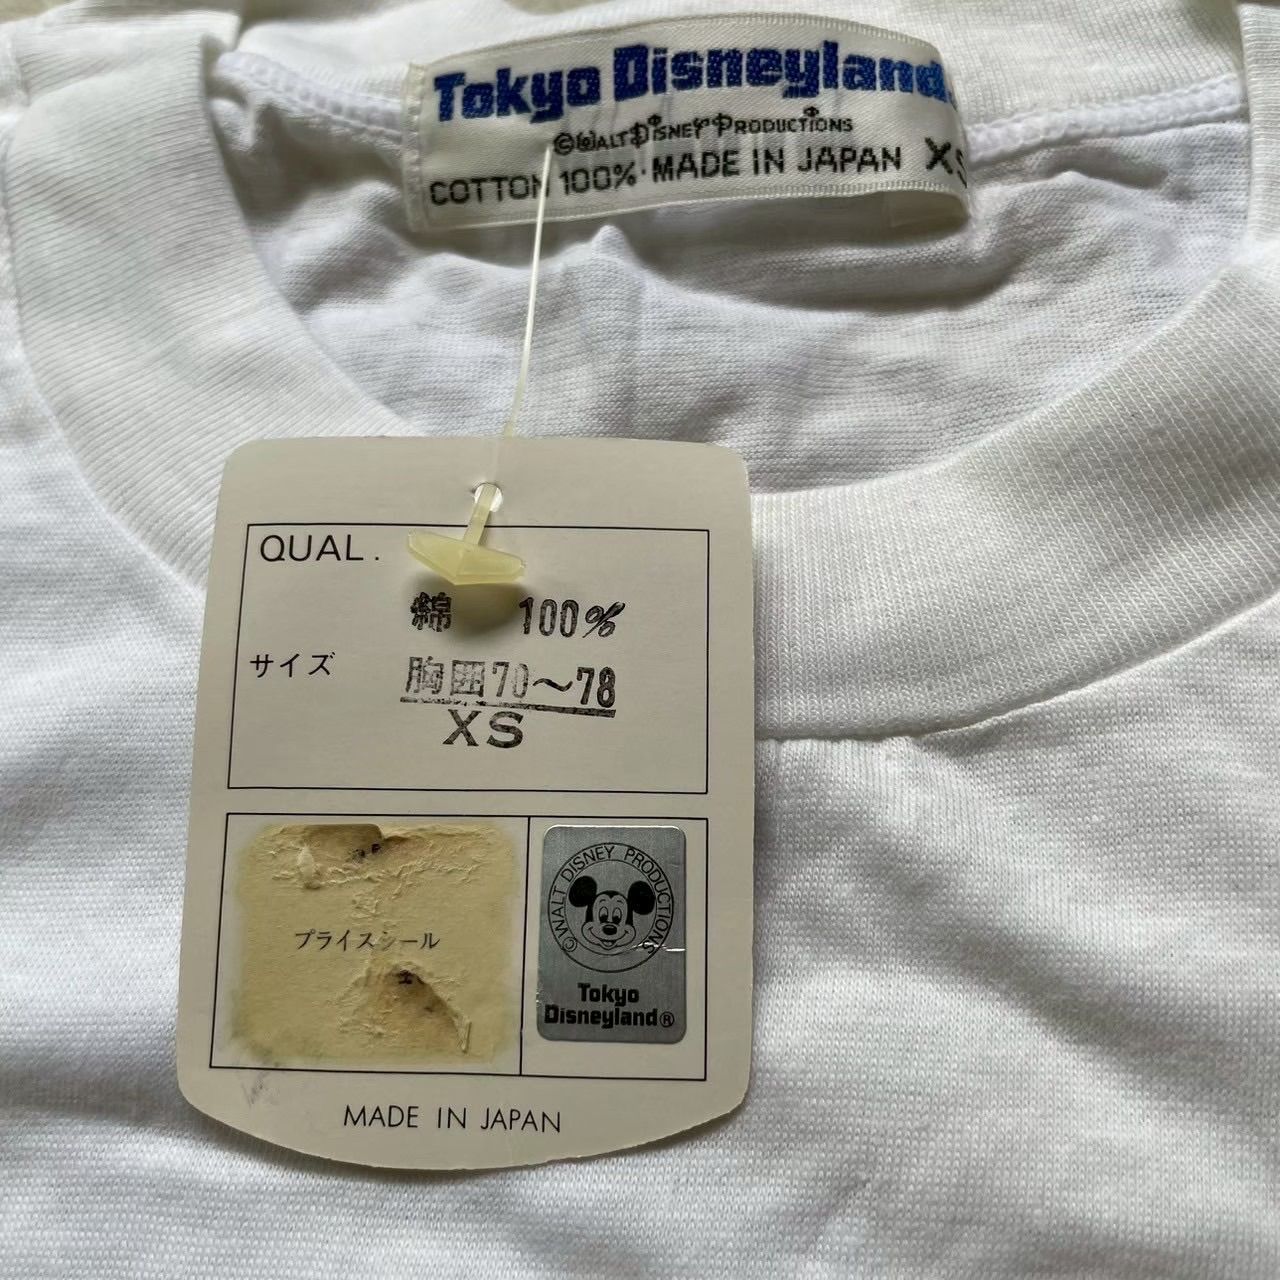 Tokyo Disneyland
©WALT DISNEY PRODUCTIONS
COTTON 100%・MADE IN JAPAN XS
QUAL.
綿 100%
サイズ 胸囲70～78
XS
プライスシール
©WALT DISNEY PRODUCTIONS
Tokyo
Disneyland®
MADE IN JAPAN